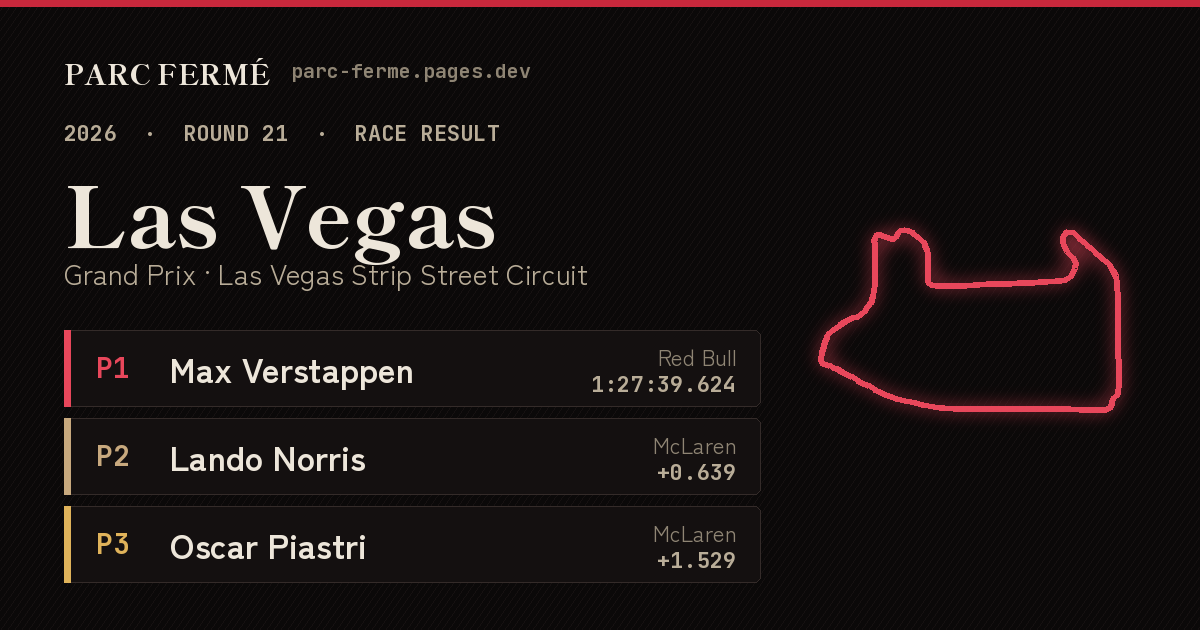 PARC FERMÉ parc-ferme.pages.dev
2026 · ROUND 21 · RACE RESULT
Las Vegas
Grand Prix · Las Vegas Strip Street Circuit
P1 Max Verstappen Red Bull 1:27:39.624
P2 Lando Norris McLaren +0.639
P3 Oscar Piastri McLaren +1.529